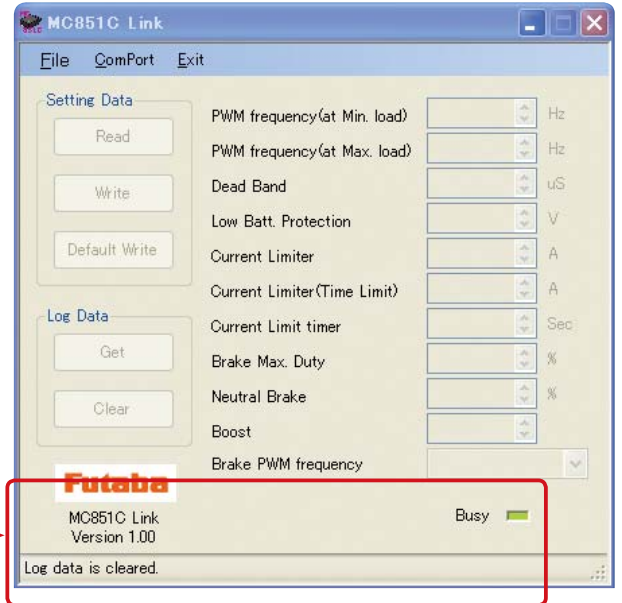 MC851C Link
File ComPort Exit
Setting Data
Read
Write
Default Write
Log Data
Get
Clear
PWM frequency(at Min. load) Hz
PWM frequency(at Max. load) Hz
Dead Band uS
Low Batt. Protection V
Current Limiter A
Current Limiter(Time Limit) A
Current Limit timer Sec
Brake Max. Duty %
Neutral Brake %
Boost
Brake PWM frequency
Futaba
MC851C Link
Version 1.00
Busy
Log data is cleared.